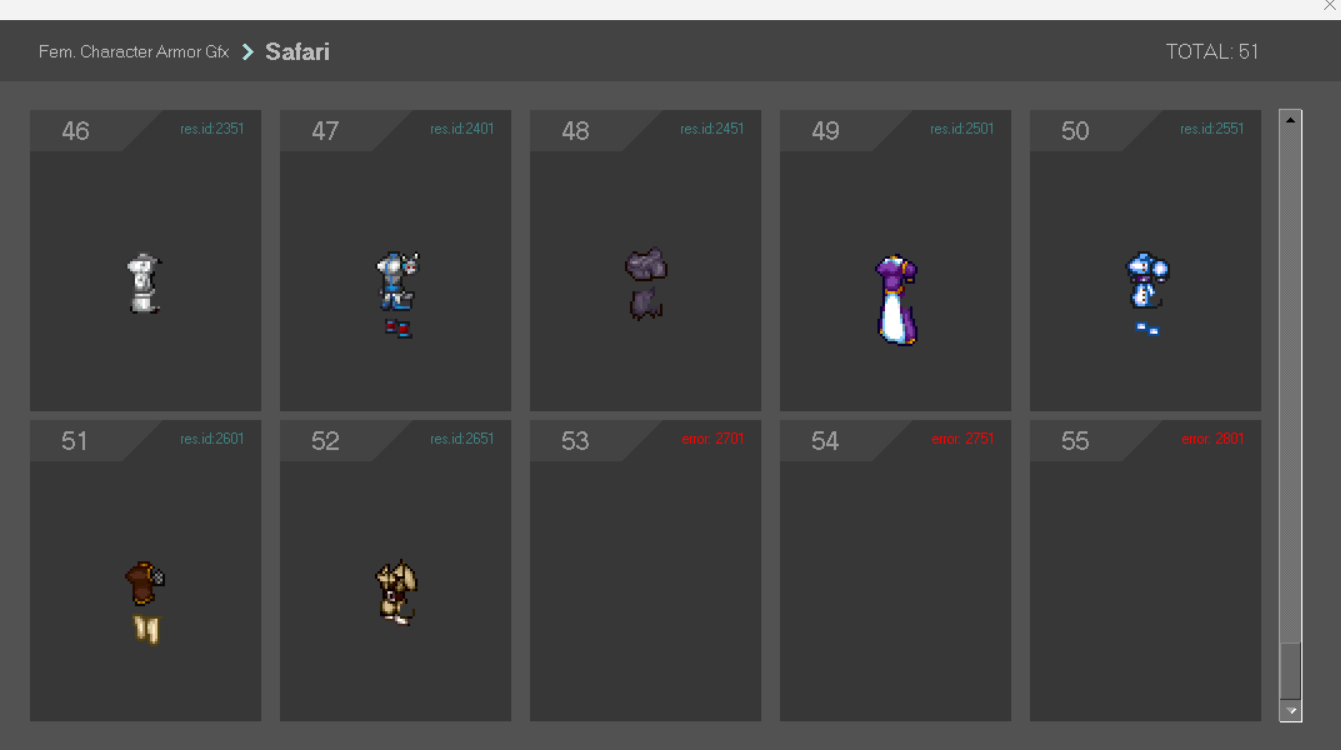 Fem. Character Armor Gfx Safari TOTAL: 51
46 res.id:2351 47 res.id:2401 48 res.id:2451 49 res.id:2501 50 res.id:2551
51 res.id:2601 52 res.id:2651 53 error: 2701 54 error: 2751 55 error: 2801